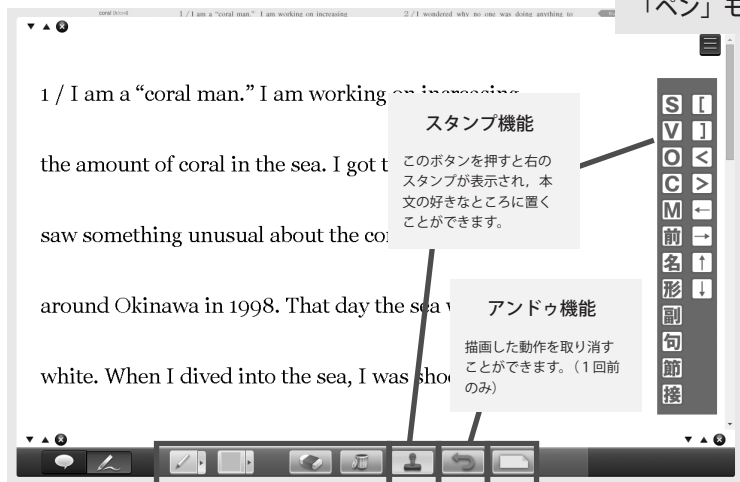 coral
1 / I am a “coral man.” I am working on increasing
2 / I wondered why no one was doing anything to
「ペン」モ
1 / I am a “coral man.” I am working on increasing
the amount of coral in the sea. I got t
saw something unusual about the co
around Okinawa in 1998. That day the sea w
white. When I dived into the sea, I was sho
スタンプ機能
このボタンを押すと右の
スタンプが表示され，本
文の好きなところに置く
ことができます。
アンドゥ機能
描画した動作を取り消す
ことができます。（1回前
のみ）
S [
V ]
O <
C >
M ←
前 →
名 ↑
形 ↓
副
句
節
接